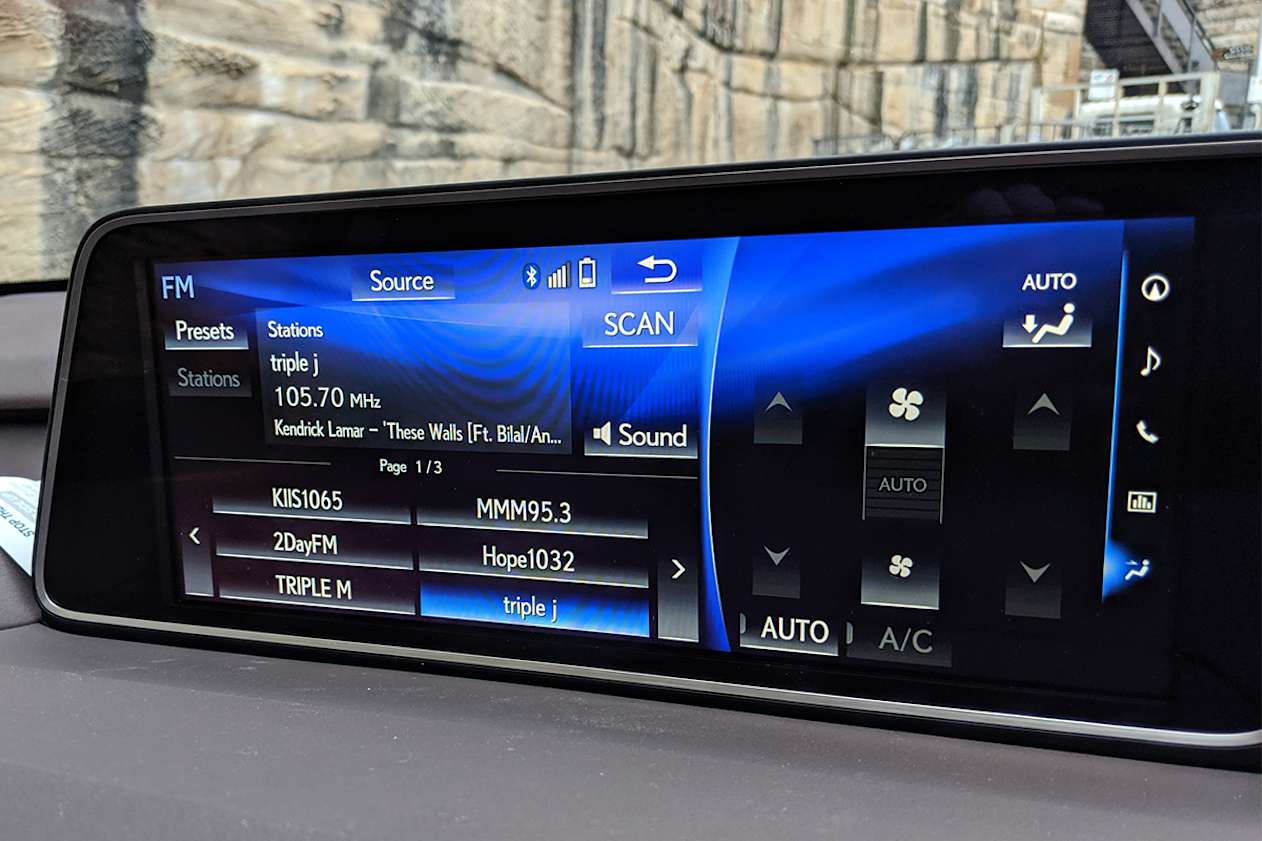 FM
Source
Presets
Stations
Stations
triple j
105.70 MHz
Kendrick Lamar – 'These Walls [Ft. Bilal/An...
SCAN
Sound
Page 1/3
KIIS1065
MMM95.3
2DayFM
Hope1032
TRIPLE M
triple j
AUTO
AUTO
AUTO
A/C
STOP